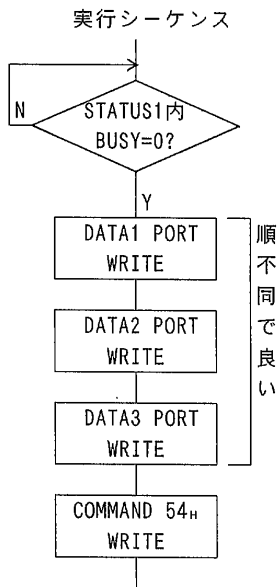 実行シーケンス
N
STATUS1内
BUSY=0?
Y
DATA1 PORT
WRITE
DATA2 PORT
WRITE
DATA3 PORT
WRITE
順不同で良い
COMMAND 54H
WRITE